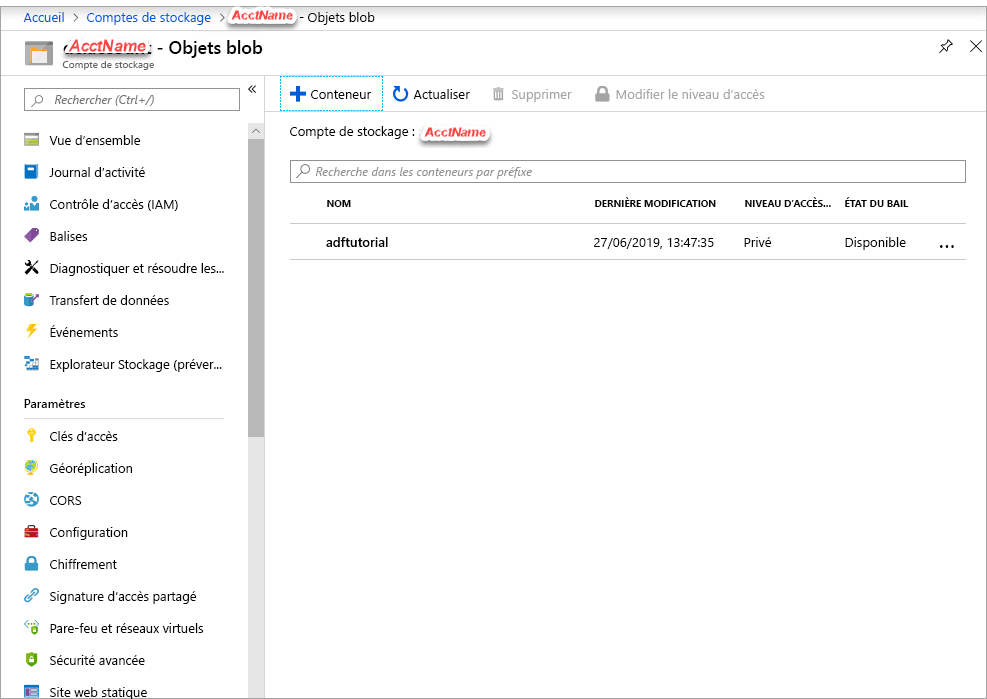 Accueil > Comptes de stockage > AcctName - Objets blob
AcctName - Objets blob
Compte de stockage
Rechercher (Ctrl+/)
«
Vue d'ensemble
Journal d'activité
Contrôle d'accès (IAM)
Balises
Diagnostiquer et résoudre les...
Transfert de données
Événements
Explorateur Stockage (préver...
Paramètres
Clés d'accès
Géoréplication
CORS
Configuration
Chiffrement
Signature d'accès partagé
Pare-feu et réseaux virtuels
Sécurité avancée
Site web statique
Conteneur Actualiser Supprimer Modifier le niveau d'accès
Compte de stockage : AcctName
Recherche dans les conteneurs par préfixe
NOM DERNIÈRE MODIFICATION NIVEAU D'ACCÈS... ÉTAT DU BAIL
adftutorial 27/06/2019, 13:47:35 Privé Disponible ...